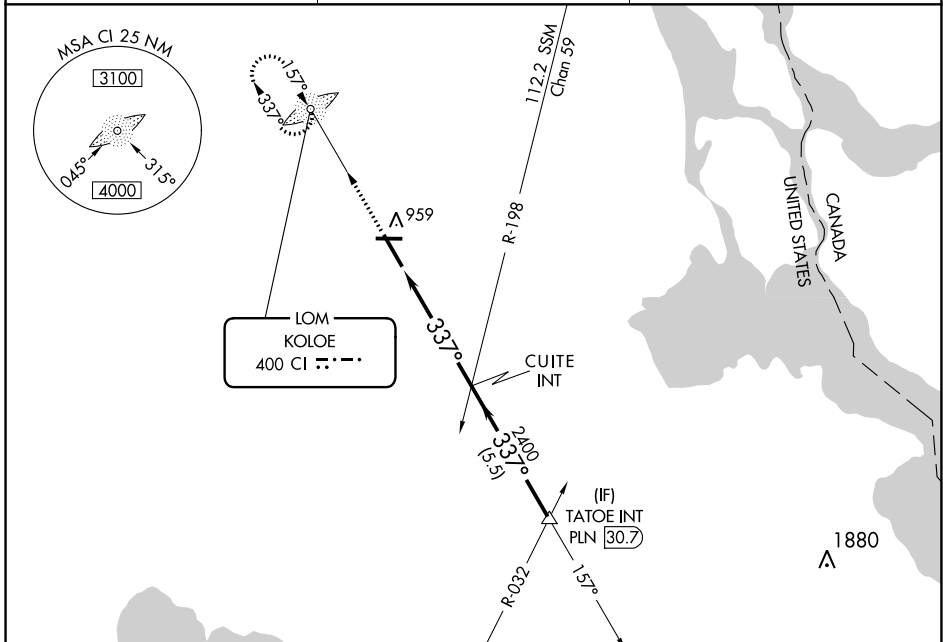 MSA CI 25 NM
3100
045°
315°
4000
157°
337°
112.2 SSM
Chan 59
R-198
959
CANADA
UNITED STATES
LOM
KOLOE
400 CI
337°
CUITE
INT
2400
337°
(5.5)
(IF)
TATOE INT
PLN 30.7
R-032
157°
1880